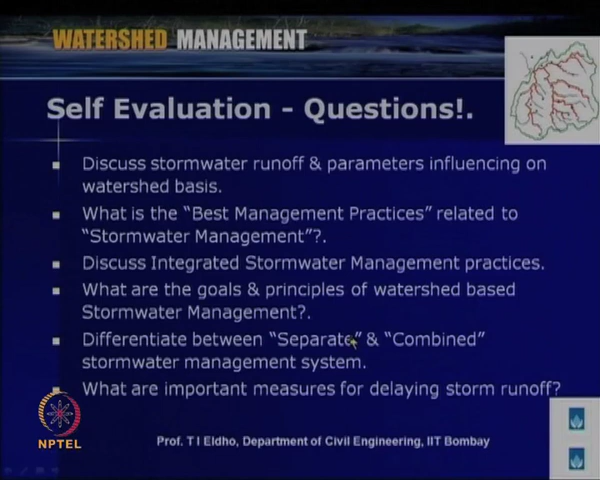 WATERSHED MANAGEMENT
Self Evaluation - Questions!.
Discuss stormwater runoff & parameters influencing on
watershed basis.
What is the “Best Management Practices” related to
“Stormwater Management”?.
Discuss Integrated Stormwater Management practices.
What are the goals & principles of watershed based
Stormwater Management?.
Differentiate between “Separate” & “Combined”
stormwater management system.
What are important measures for delaying storm runoff?
NPTEL
Prof. T I Eldho, Department of Civil Engineering, IIT Bombay